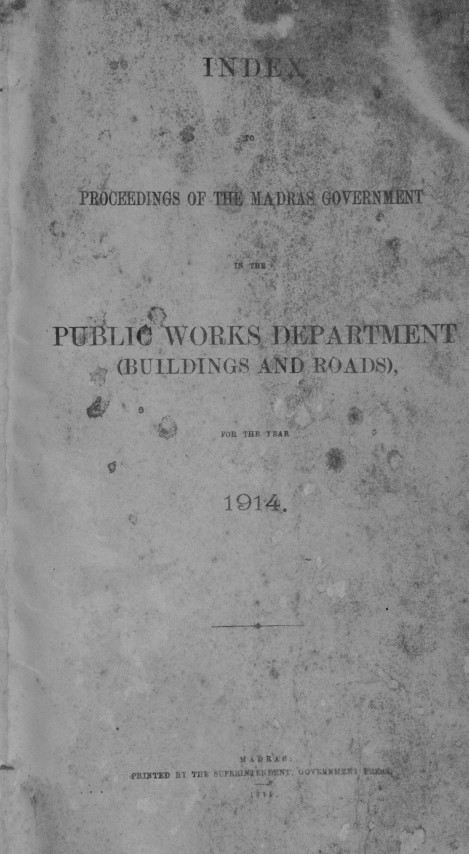 INDEX
TO
PROCEEDINGS OF THE MADRAS GOVERNMENT
IN THE
PUBLIC WORKS DEPARTMENT
(BUILDINGS AND ROADS),
FOR THE YEAR
1914.
MADRAS:
PRINTED BY THE SUPERINTENDENT, GOVERNMENT PRESS.